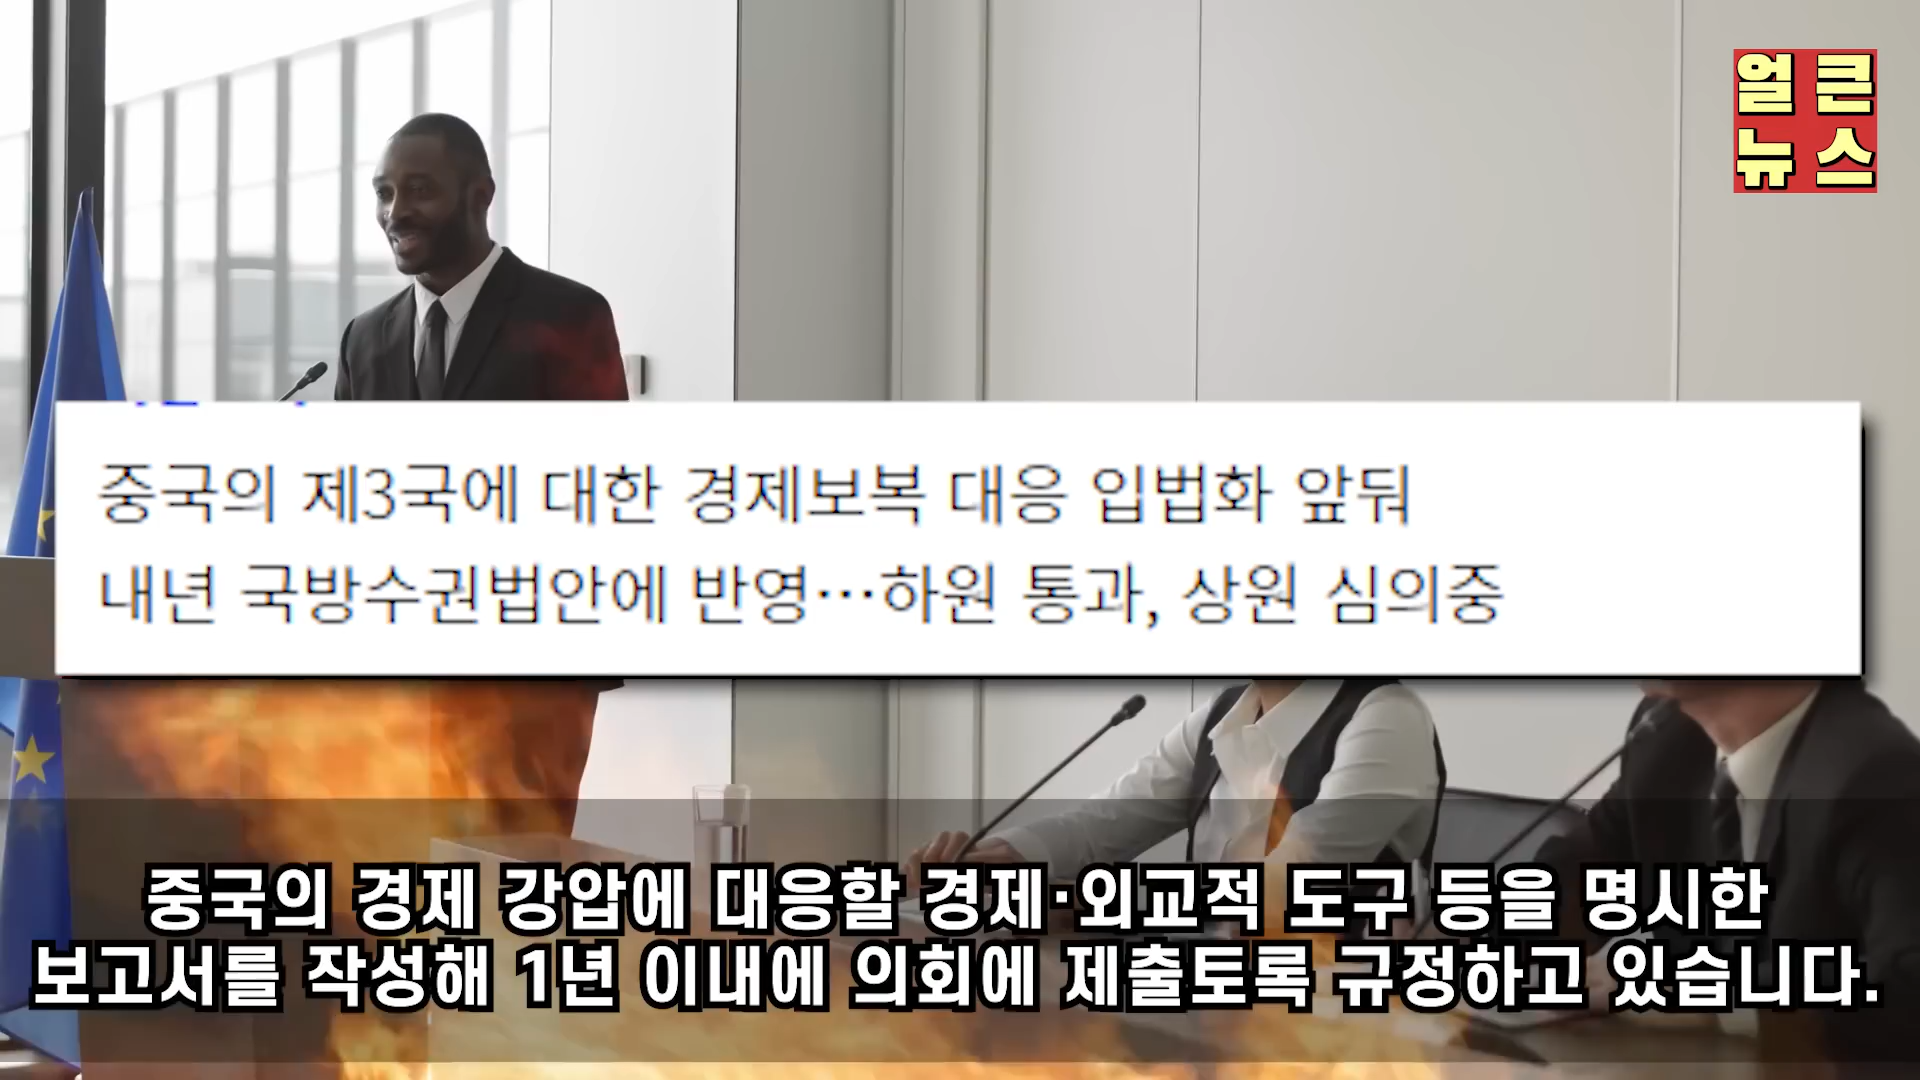 얼큰
뉴스
중국의 제3국에 대한 경제보복 대응 입법화 앞둬
내년 국방수권법안에 반영…하원 통과, 상원 심의중
중국의 경제 강압에 대응할 경제·외교적 도구 등을 명시한
보고서를 작성해 1년 이내에 의회에 제출토록 규정하고 있습니다.